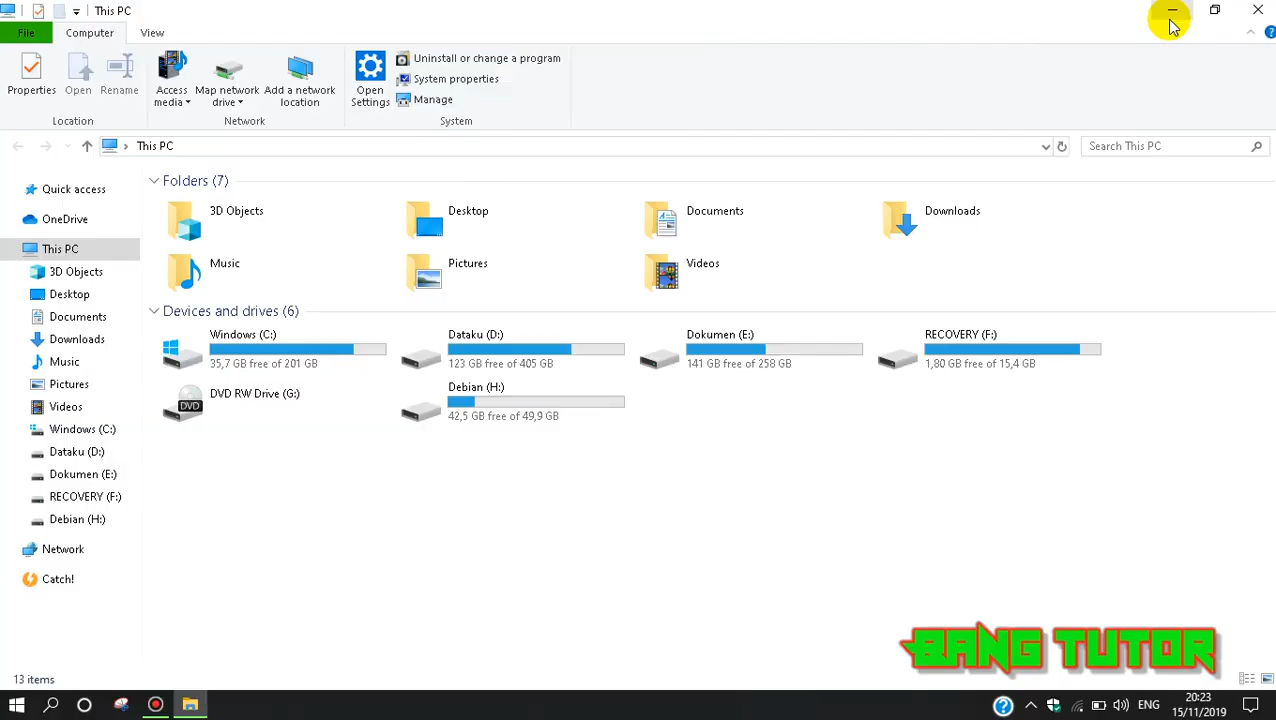 This PC
File Computer View
Properties Open Rename
Location
Access media Map network drive Add a network location
Network
Open Settings
Uninstall or change a program
System properties
Manage
System
This PC
Search This PC
Quick access
OneDrive
This PC
3D Objects
Desktop
Documents
Downloads
Music
Pictures
Videos
Windows (C:)
Dataku (D:)
Dokumen (E:)
RECOVERY (F:)
Debian (H:)
Network
Catch!
Folders (7)
3D Objects Desktop Documents Downloads
Music Pictures Videos
Devices and drives (6)
Windows (C:) Dataku (D:) Dokumen (E:) RECOVERY (F:)
35,7 GB free of 201 GB 123 GB free of 405 GB 141 GB free of 258 GB 1,80 GB free of 15,4 GB
DVD RW Drive (G:) Debian (H:)
DVD
42,5 GB free of 49,9 GB
BANG TUTOR
13 items
ENG
20:23
15/11/2019